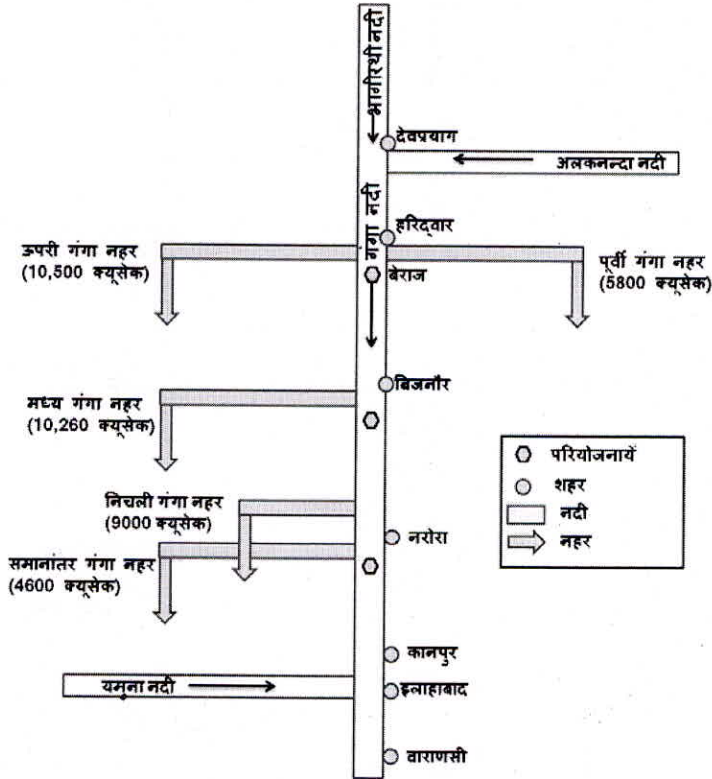 भागीरथी नदी
देवप्रयाग
अलकनन्दा नदी
गंगा नदी
हरिद्वार
ऊपरी गंगा नहर
(10,500 क्यूसेक)
पूर्वी गंगा नहर
(5800 क्यूसेक)
बेराज
बिजनौर
मध्य गंगा नहर
(10,260 क्यूसेक)
परियोजनायें
शहर
नदी
नहर
निचली गंगा नहर
(9000 क्यूसेक)
नरोरा
समानांतर गंगा नहर
(4600 क्यूसेक)
कानपुर
यमुना नदी
इलाहाबाद
वाराणसी